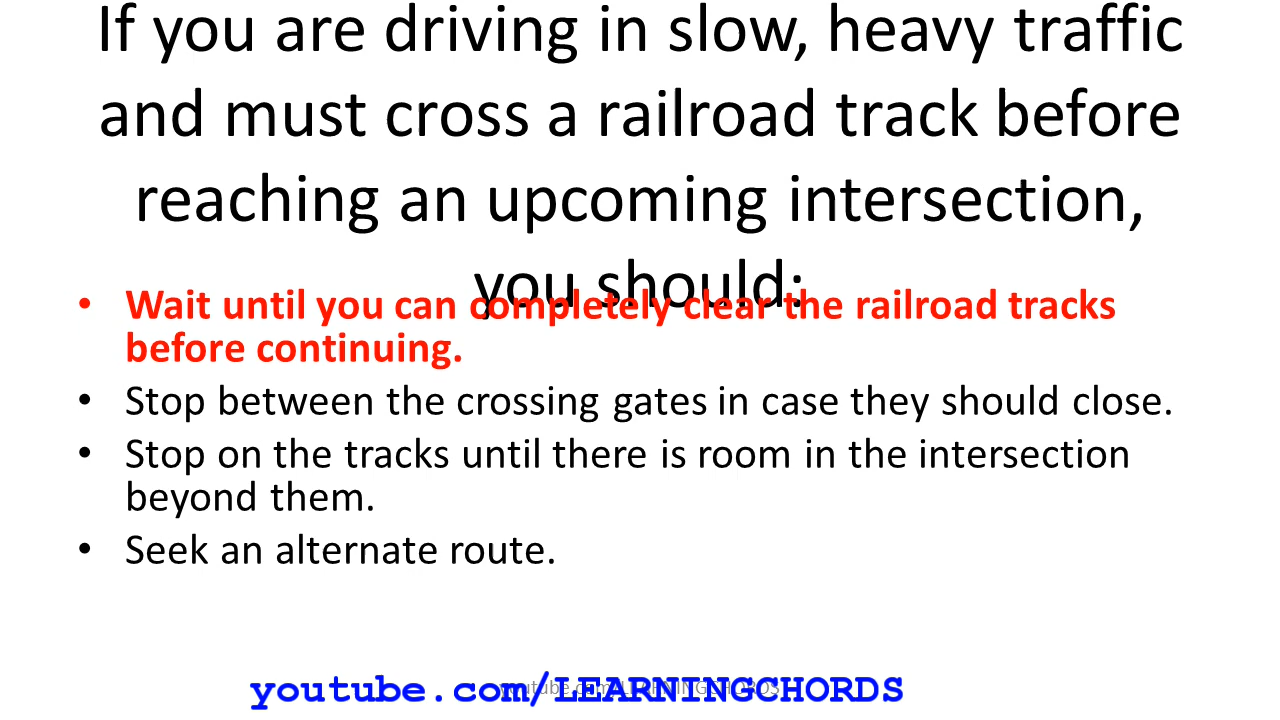 If you are driving in slow, heavy traffic
and must cross a railroad track before
reaching an upcoming intersection,
you should:
• Wait until you can completely clear the railroad tracks
before continuing.
• Stop between the crossing gates in case they should close.
• Stop on the tracks until there is room in the intersection
beyond them.
• Seek an alternate route.
youtube.com/LEARNINGCHORDS
youtube.com/LEARNINGCHORDS